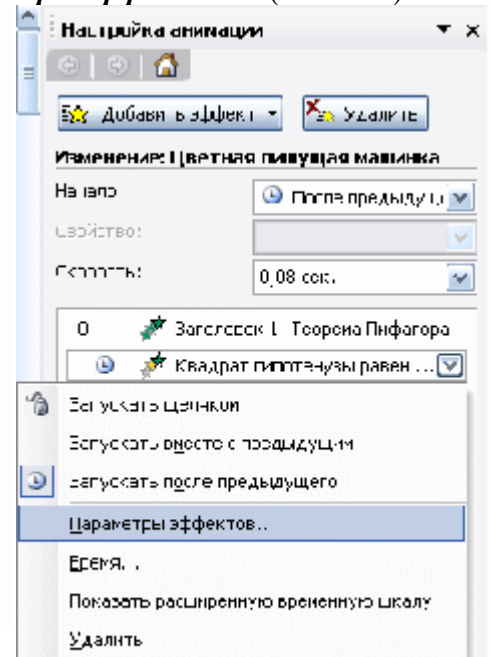 Настройка анимации
Добавить эффект
Удалить
Изменение: Цветная пишущая машинка
Начало
После предыдущ
Свойство:
Скорость:
0,08 сек.
0 Заголовок 1: Теорема Пифагора
Квадрат гипотенузы равен ...
Запускать щелчком
Запускать вместе с предыдущим
Запускать после предыдущего
Параметры эффектов...
Время...
Показать расширенную временную шкалу
Удалить